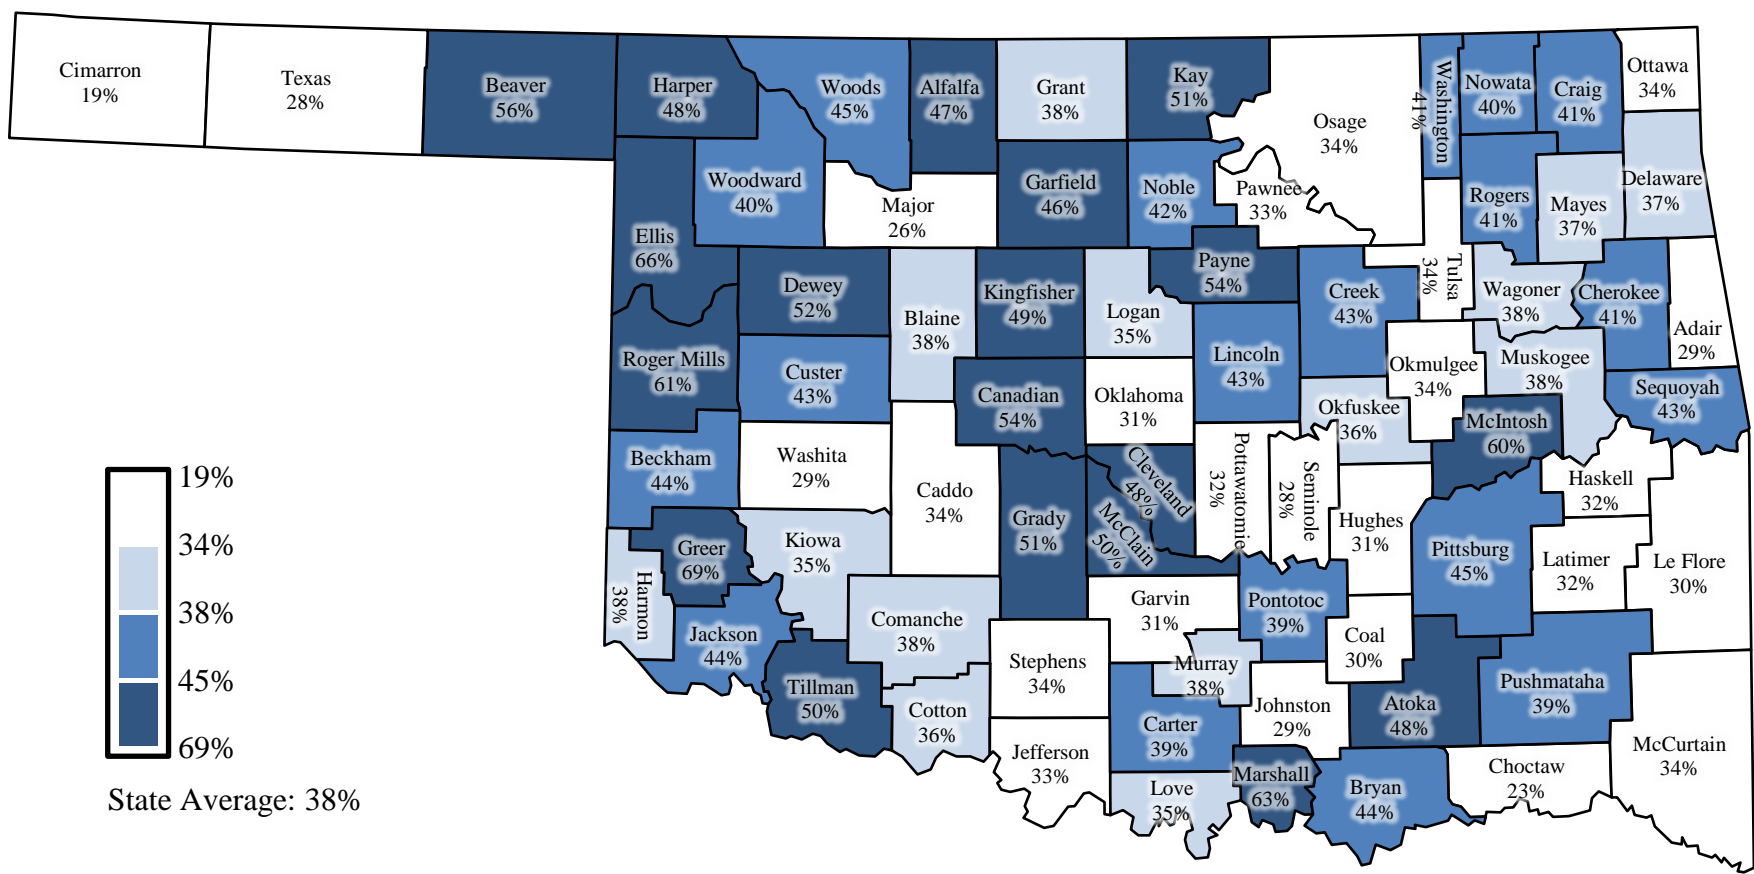 Cimarron
19%
Texas
28%
Beaver
56%
Harper
48%
Woods
45%
Alfalfa
47%
Grant
38%
Kay
51%
Osage
34%
Washington
41%
Nowata
40%
Craig
41%
Ottawa
34%
Woodward
40%
Major
26%
Garfield
46%
Noble
42%
Pawnee
33%
Rogers
41%
Mayes
37%
Delaware
37%
Ellis
66%
Dewey
52%
Blaine
38%
Kingfisher
49%
Logan
35%
Payne
54%
Creek
43%
Tulsa
34%
Wagoner
38%
Cherokee
41%
Adair
29%
Roger Mills
61%
Custer
43%
Canadian
54%
Oklahoma
31%
Lincoln
43%
Okfuskee
36%
Okmulgee
34%
Muskogee
38%
Sequoyah
43%
McIntosh
60%
Beckham
44%
Washita
29%
Caddo
34%
Grady
51%
Cleveland
48%
McClain
50%
Pottawatomie
32%
Seminole
28%
Hughes
31%
Haskell
32%
Pittsburg
45%
Latimer
32%
Le Flore
30%
Greer
69%
Kiowa
35%
Harmon
38%
Jackson
44%
Comanche
38%
Tillman
50%
Cotton
36%
Stephens
34%
Garvin
31%
Murray
38%
Pontotoc
39%
Coal
30%
Johnston
29%
Atoka
48%
Pushmataha
39%
McCurtain
34%
Carter
39%
Jefferson
33%
Love
35%
Marshall
63%
Bryan
44%
Choctaw
23%
19%
34%
38%
45%
69%
State Average: 38%